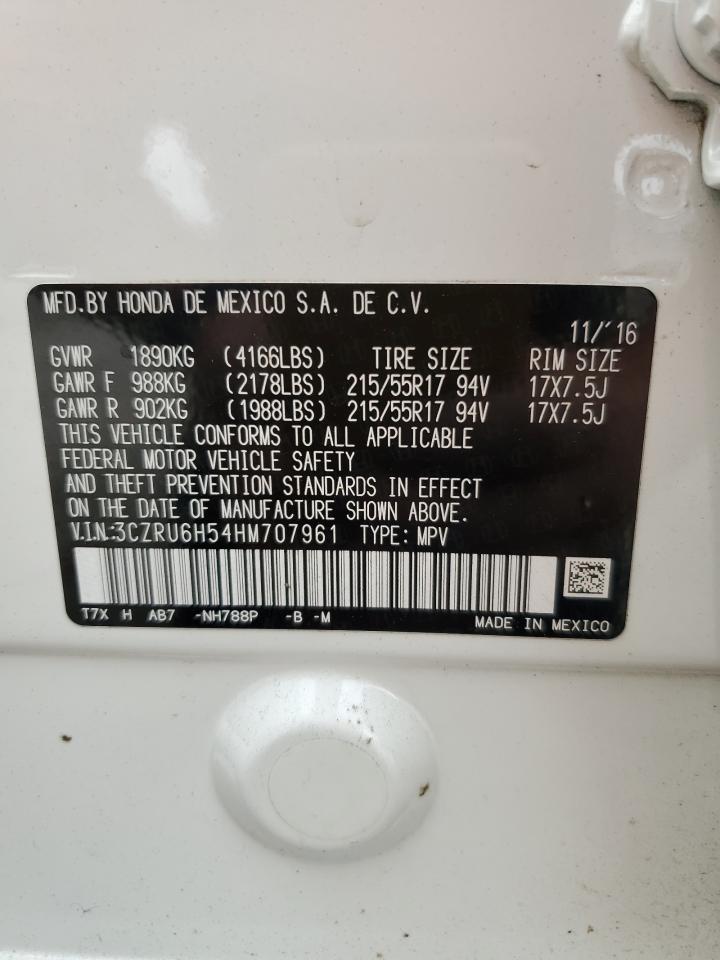 MFD.BY HONDA DE MEXICO S.A. DE C.V.
11/'16
GVWR 1890KG (4166LBS) TIRE SIZE RIM SIZE
GAWR F 988KG (2178LBS) 215/55R17 94V 17X7.5J
GAWR R 902KG (1988LBS) 215/55R17 94V 17X7.5J
THIS VEHICLE CONFORMS TO ALL APPLICABLE
FEDERAL MOTOR VEHICLE SAFETY
AND THEFT PREVENTION STANDARDS IN EFFECT
ON THE DATE OF MANUFACTURE SHOWN ABOVE.
V.I.N.:3CZRU6H54HM707961 TYPE: MPV
T7X H AB7 -NH788P -B -M MADE IN MEXICO